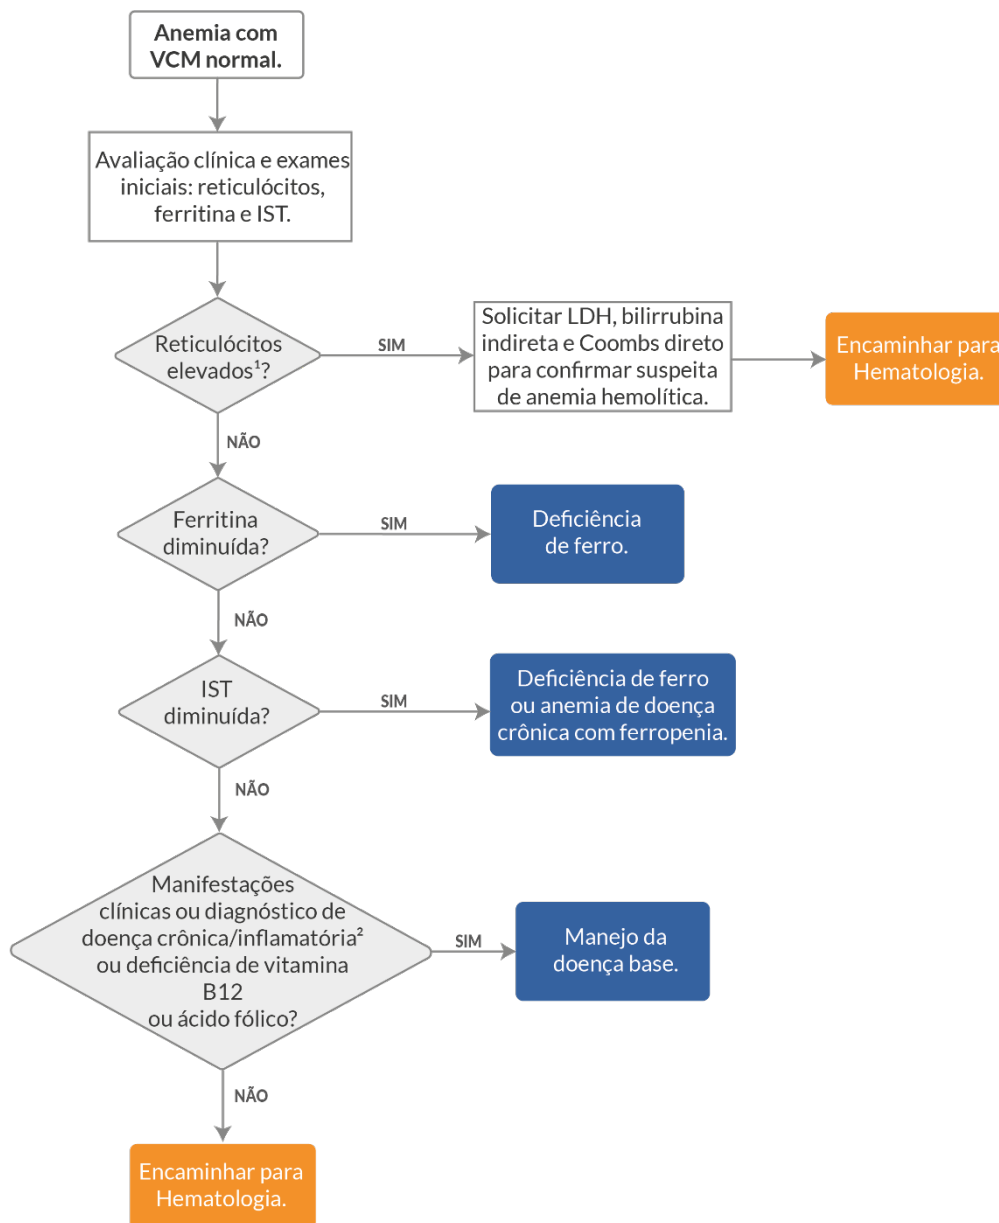 Anemia com
VCM normal.
Avaliação clínica e exames
iniciais: reticulócitos,
ferritina e IST.
Reticulócitos
elevados¹?
SIM
Solicitar LDH, bilirrubina
indireta e Coombs direto
para confirmar suspeita
de anemia hemolítica.
Encaminhar para
Hematologia.
NÃO
Ferritina
diminuída?
SIM
Deficiência
de ferro.
NÃO
IST
diminuída?
SIM
Deficiência de ferro
ou anemia de doença
crônica com ferropenia.
NÃO
Manifestações
clínicas ou diagnóstico de
doença crônica/inflamatória²
ou deficiência de vitamina
B12
ou ácido fólico?
SIM
Manejo da
doença base.
NÃO
Encaminhar para
Hematologia.